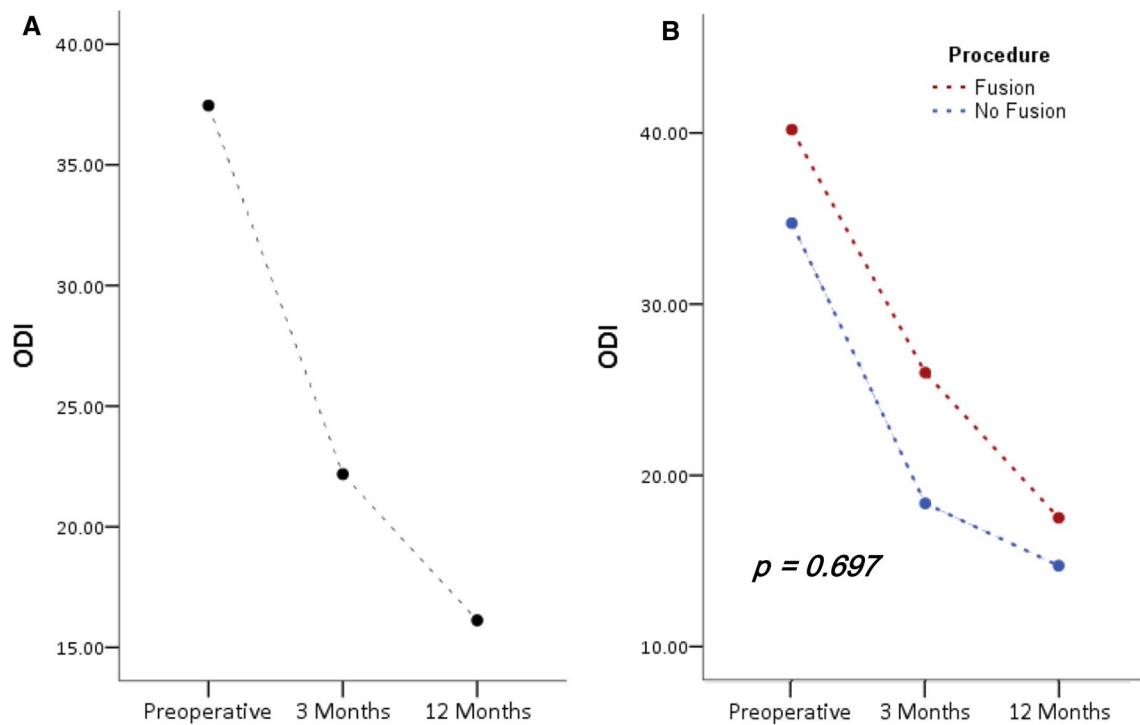 A
40.00
35.00
30.00
25.00
20.00
15.00
ODI
Preoperative 3 Months 12 Months
B
Procedure
Fusion
No Fusion
40.00
30.00
20.00
10.00
ODI
p = 0.697
Preoperative 3 Months 12 Months